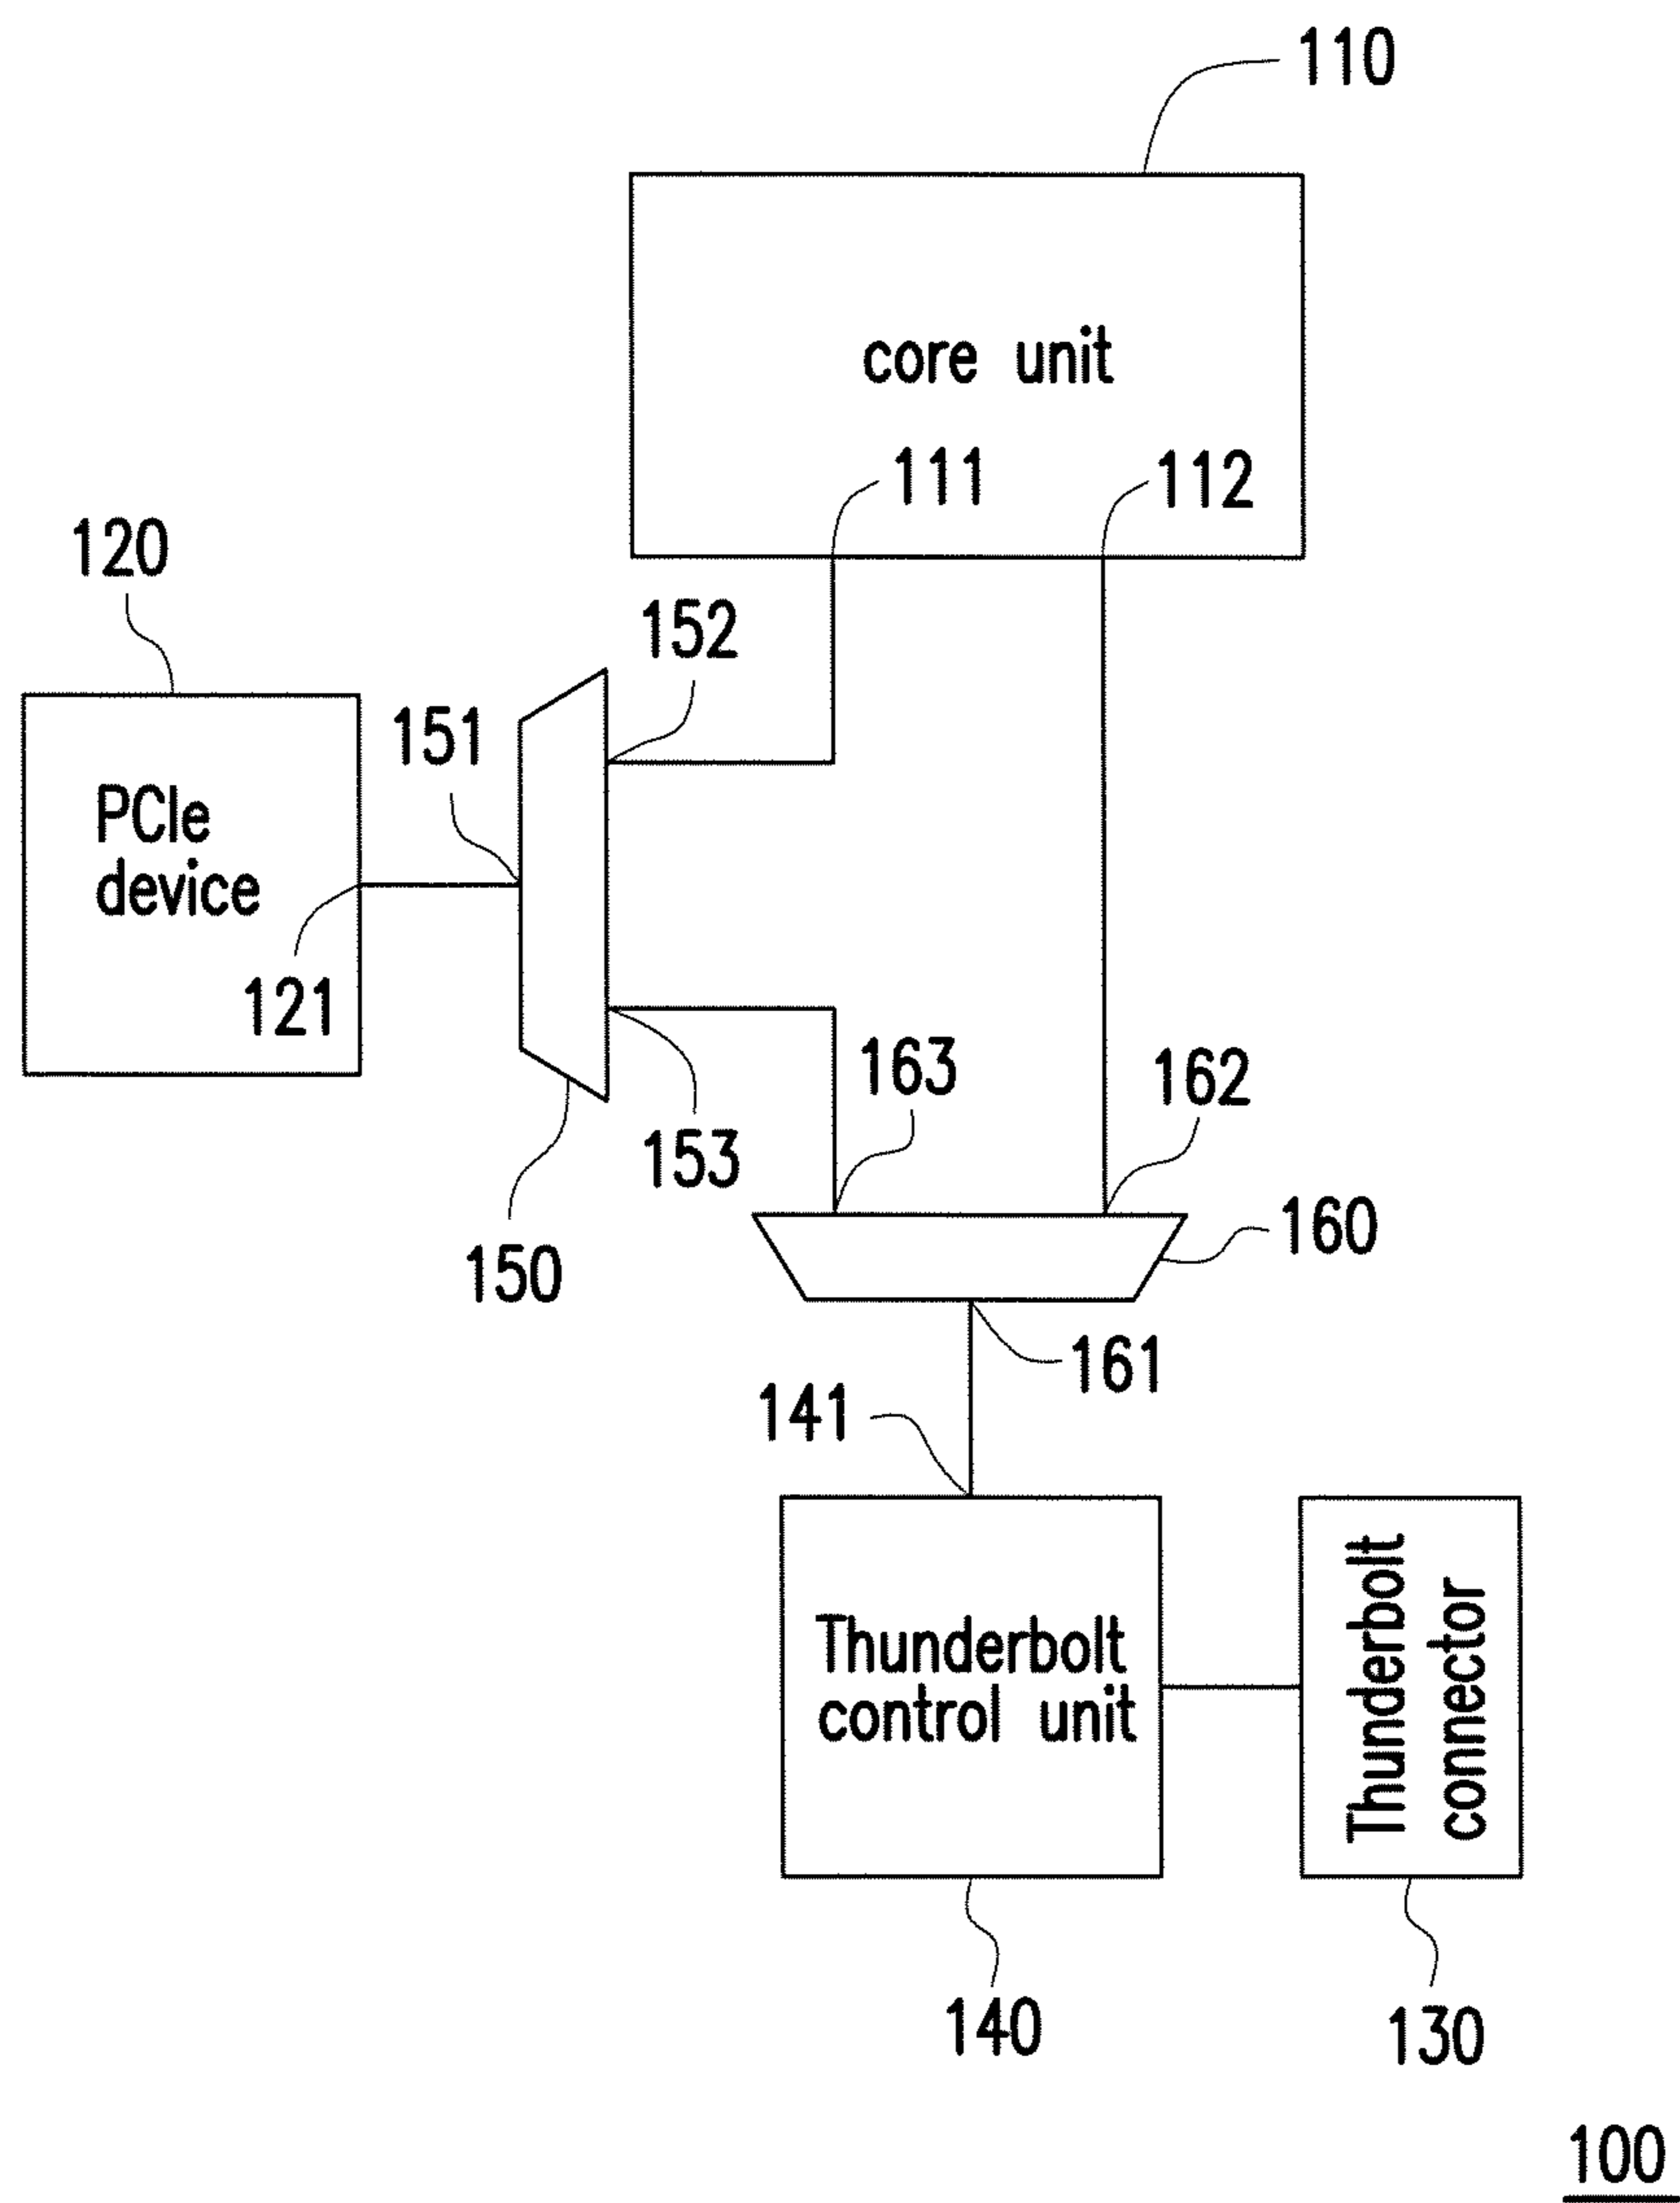 110
core unit
111
112
120
152
151
PCIe
device
121
163
162
153
160
150
161
141
Thunderbolt
control unit
Thunderbolt
connector
140
130
100